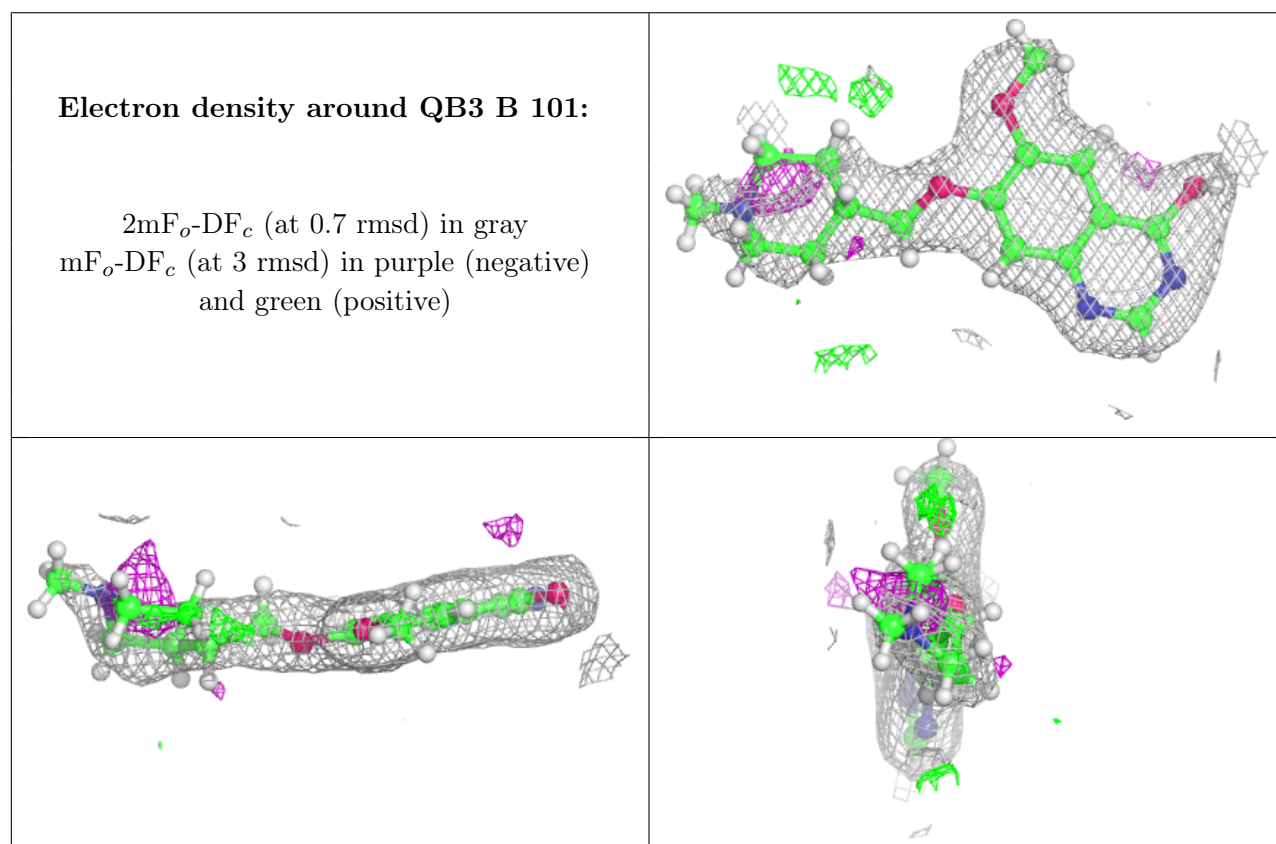 Electron density around QB3 B 101:
2mFo-DFc (at 0.7 rmsd) in gray
mFo-DFc (at 3 rmsd) in purple (negative)
and green (positive)